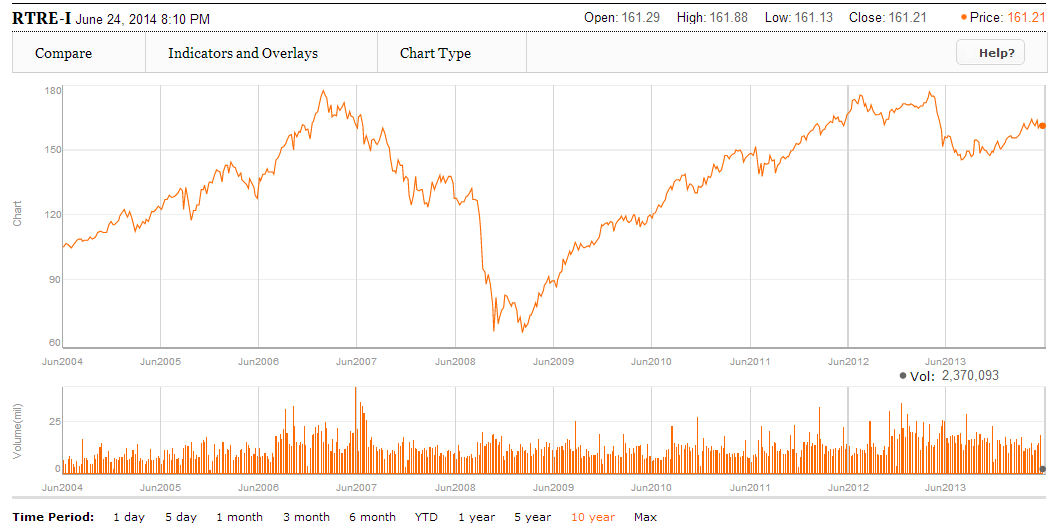 RTRE-I June 24, 2014 8:10 PM Open: 161.29 High: 161.88 Low: 161.13 Close: 161.21 Price: 161.21
Compare Indicators and Overlays Chart Type Help?
180
150
120
90
60
Chart
Jun2004 Jun2005 Jun2006 Jun2007 Jun2008 Jun2009 Jun2010 Jun2011 Jun2012 Jun2013
Vol: 2,370,093
25
0
Volume(mil)
Jun2004 Jun2005 Jun2006 Jun2007 Jun2008 Jun2009 Jun2010 Jun2011 Jun2012 Jun2013
Time Period: 1 day 5 day 1 month 3 month 6 month YTD 1 year 5 year 10 year Max